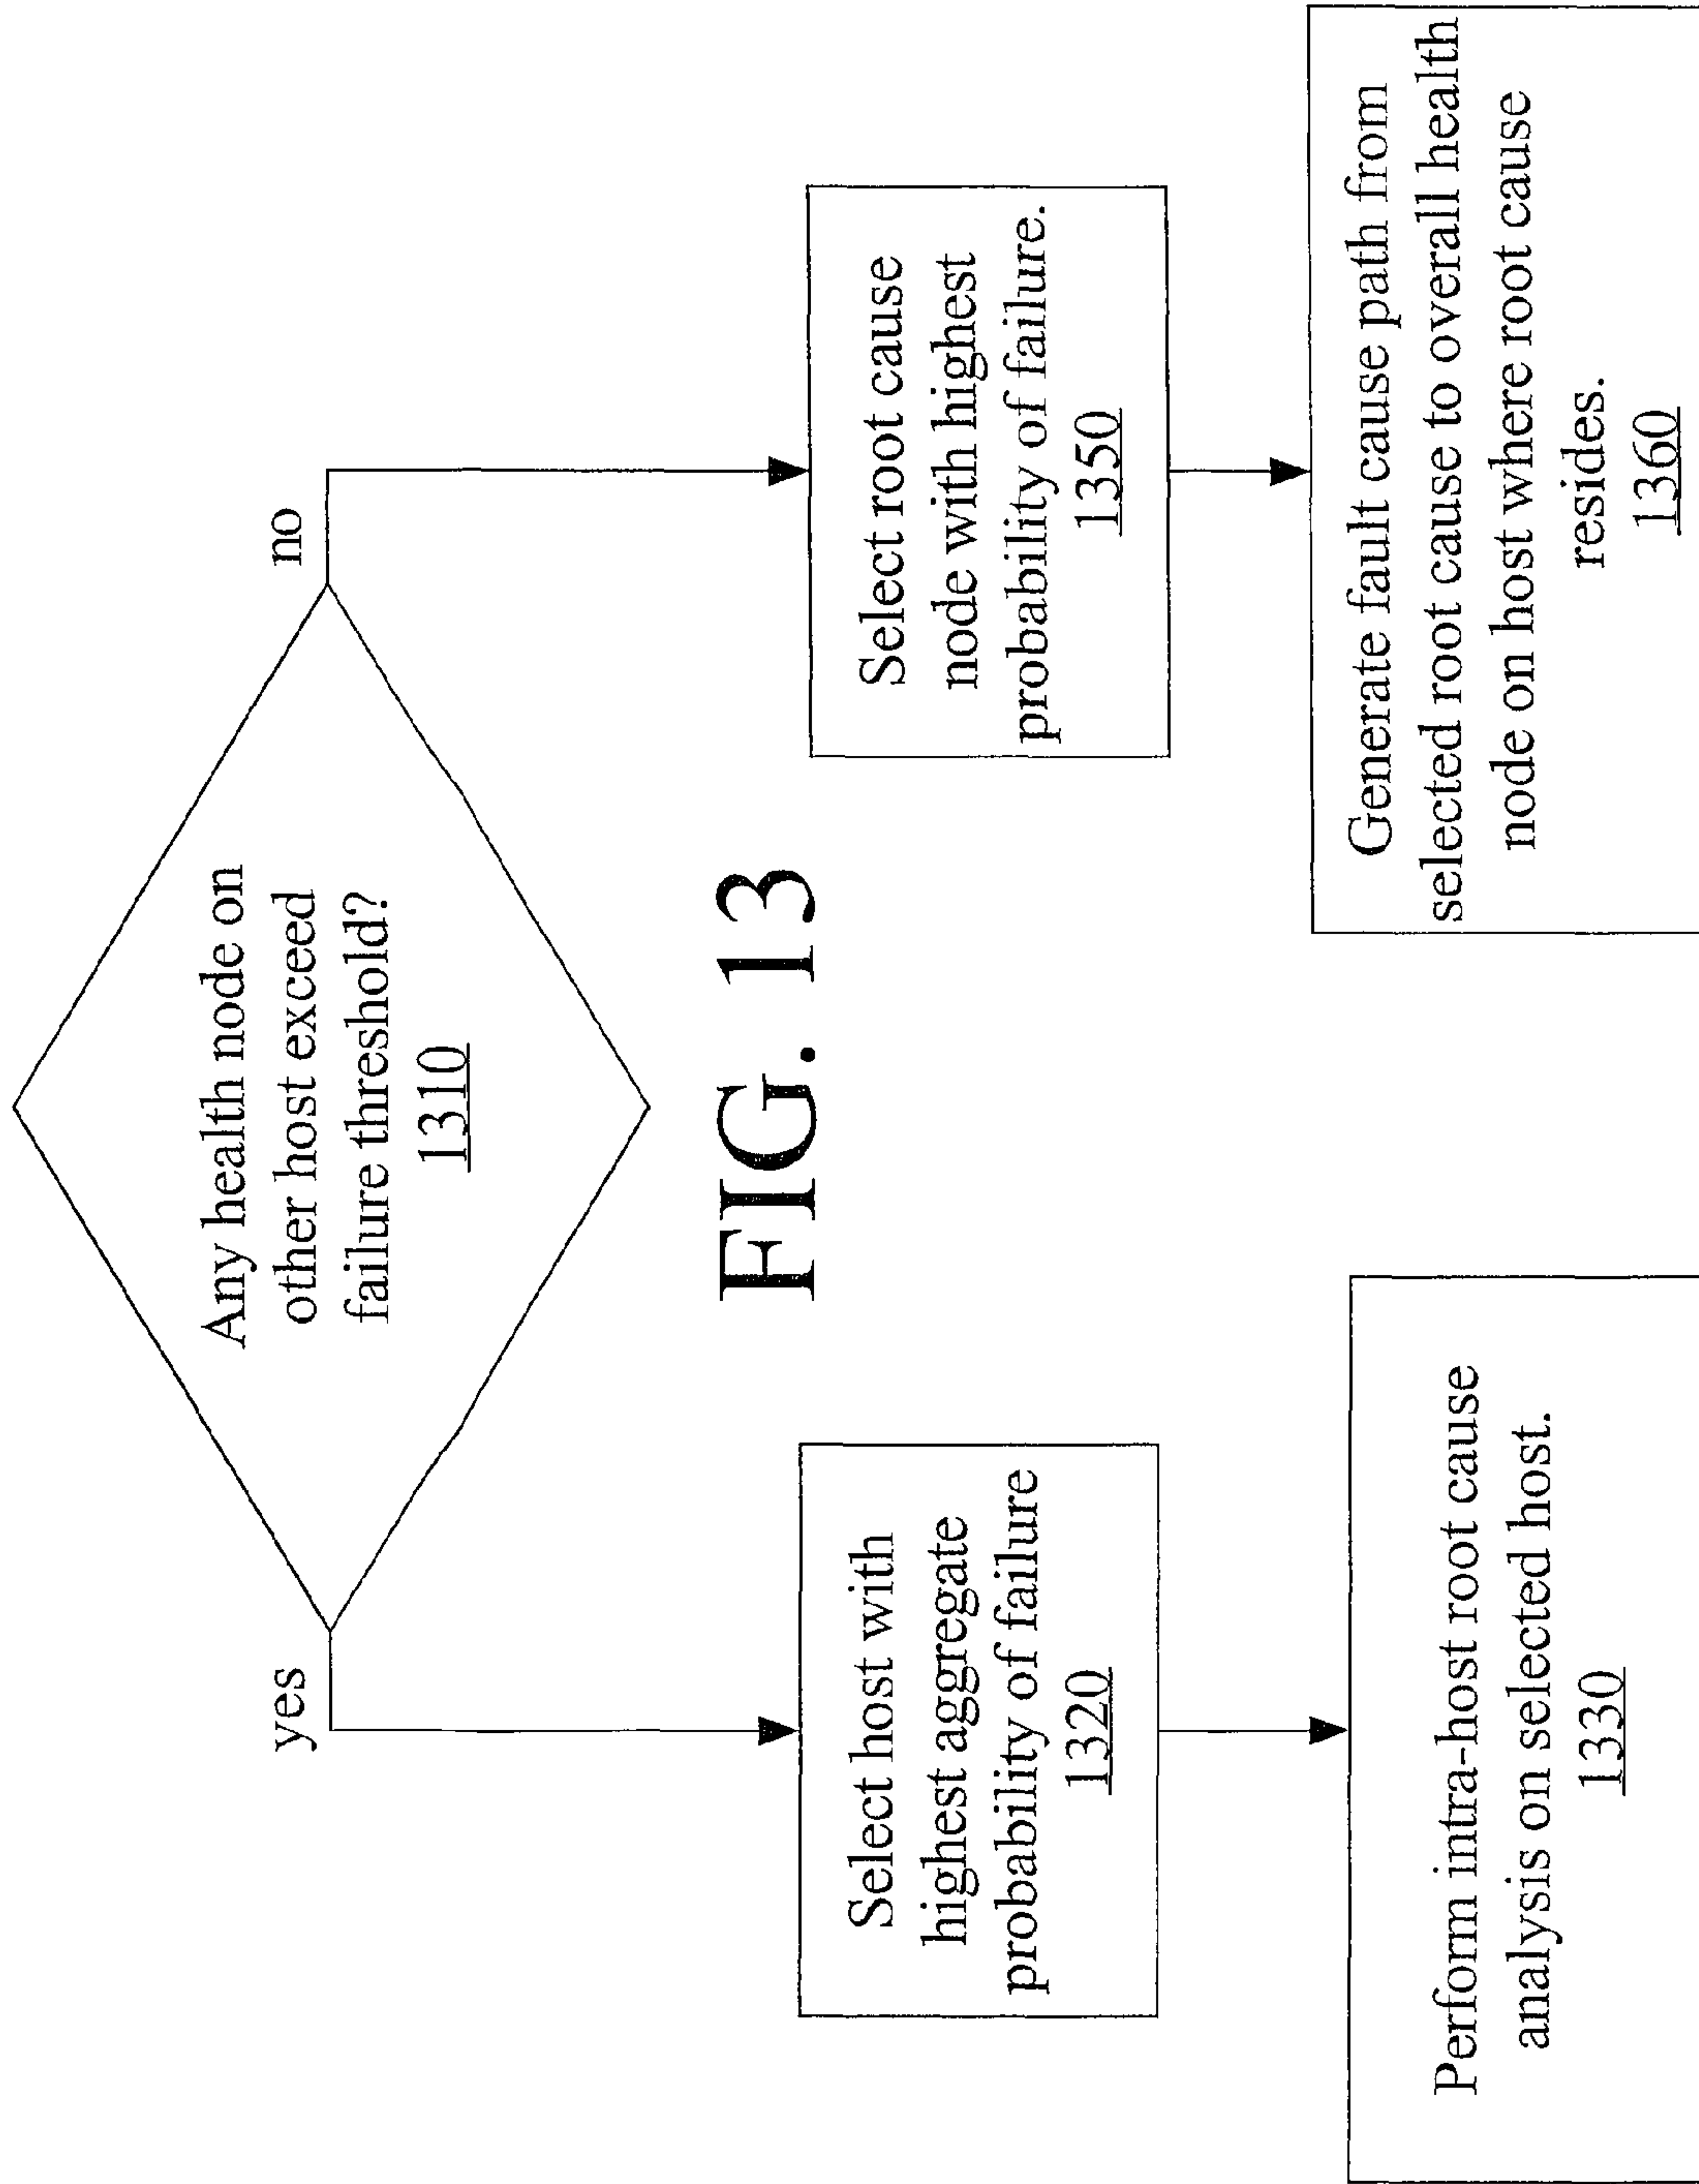 Any health node on
other host exceed
failure threshold?
1310
yes
no
Select host with
highest aggregate
probability of failure
1320
Perform intra-host root cause
analysis on selected host.
1330
Select root cause
node with highest
probability of failure.
1350
Generate fault cause path from
selected root cause to overall health
node on host where root cause
resides.
1360
FIG. 13